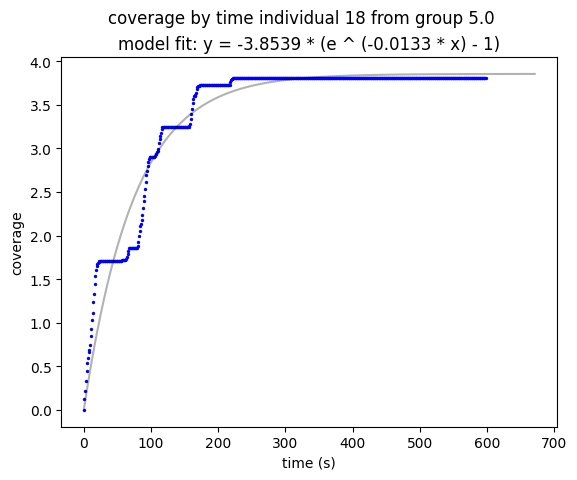 coverage by time individual 18 from group 5.0
model fit: y = -3.8539 * (e ^ (-0.0133 * x) - 1)
4.0
3.5
3.0
2.5
2.0
1.5
1.0
0.5
0.0
coverage
0 100 200 300 400 500 600 700
time (s)